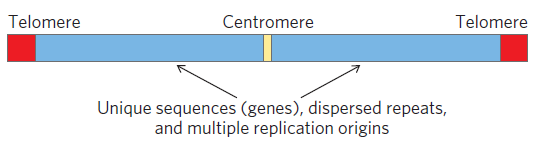 Telomere Centromere Telomere
Unique sequences (genes), dispersed repeats,
and multiple replication origins